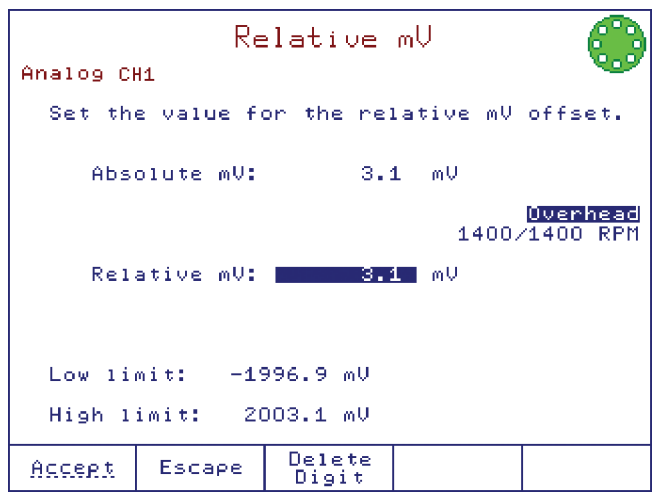 Relative mV
Analog CH1
Set the value for the relative mV offset.
Absolute mV: 3.1 mV
Overhead
1400/1400 RPM
Relative mV: 3.1 mV
Low limit: -1996.9 mV
High limit: 2003.1 mV
Accept Escape Delete Digit